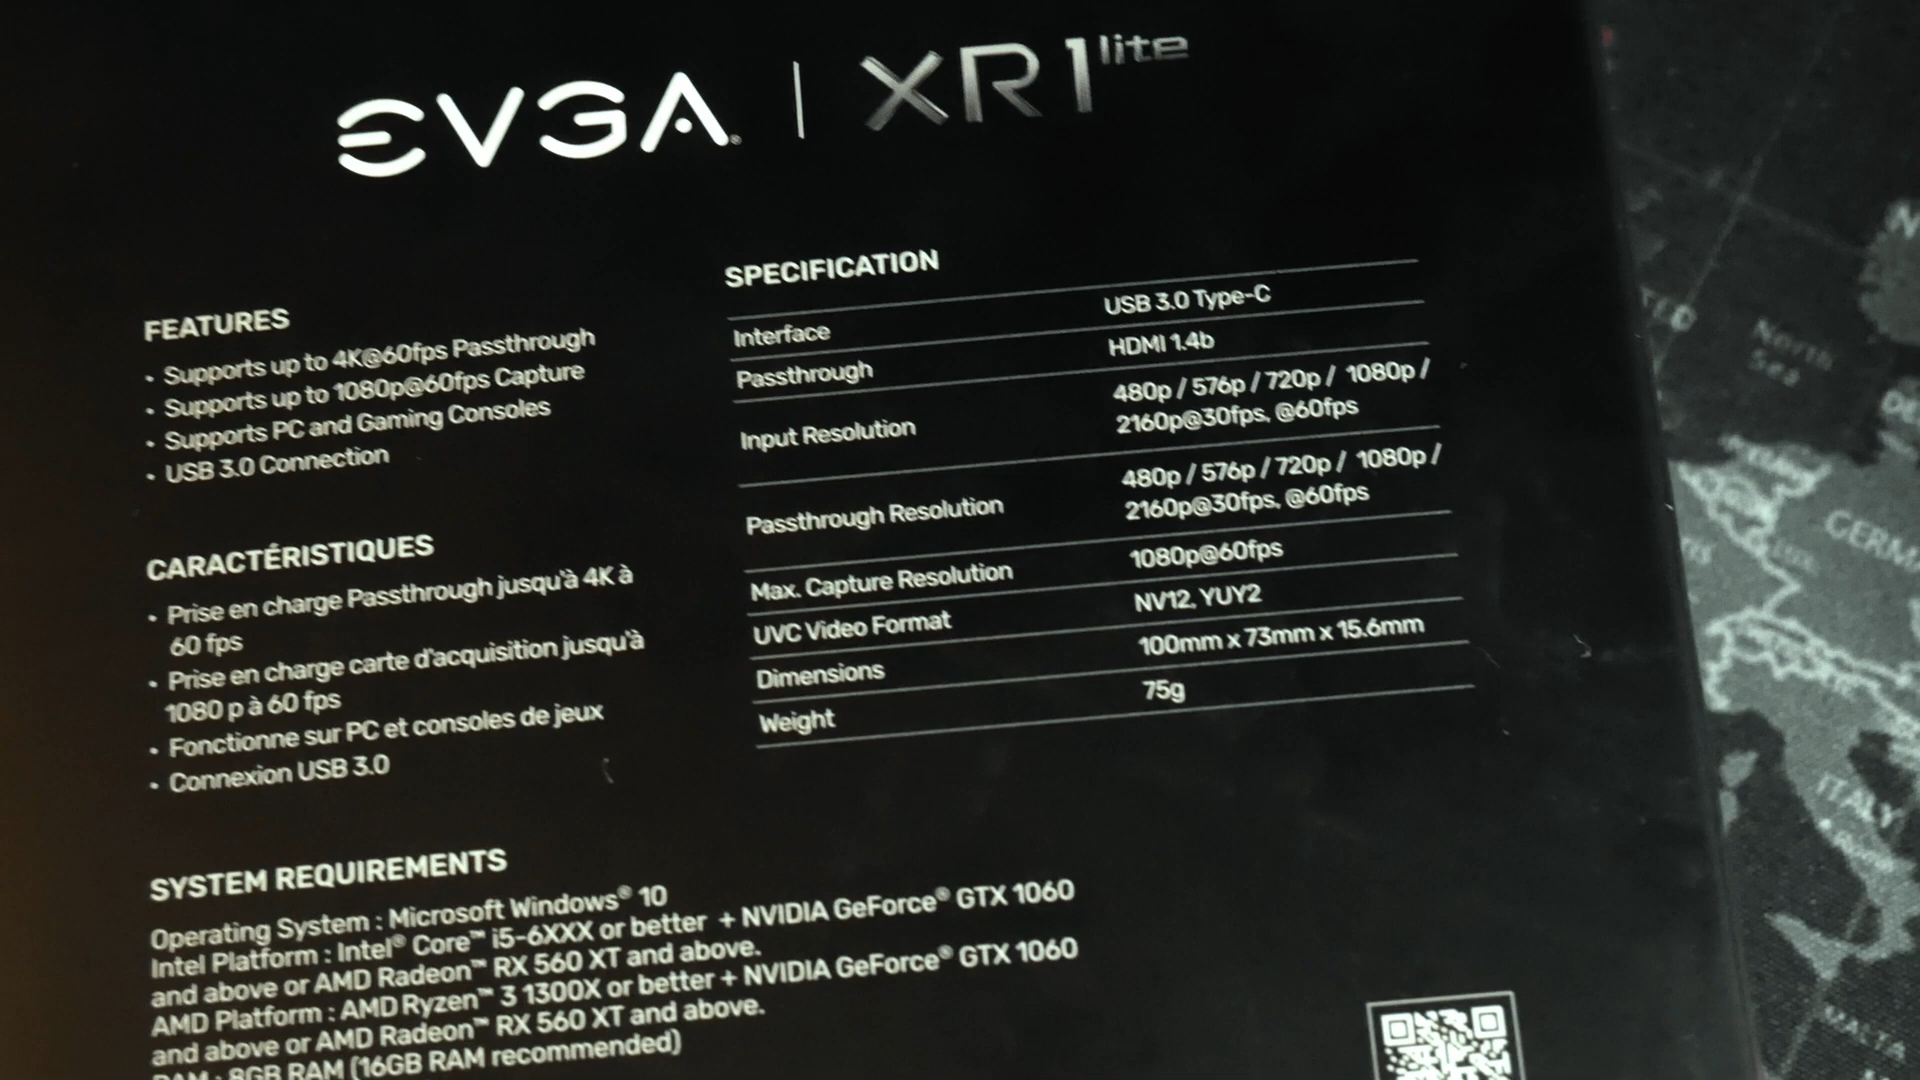 EVGA | XR1 lite
FEATURES
• Supports up to 4K@60fps Passthrough
• Supports up to 1080p@60fps Capture
• Supports PC and Gaming Consoles
• USB 3.0 Connection
CARACTÉRISTIQUES
• Prise en charge Passthrough jusqu'à 4K à
60 fps
• Prise en charge carte d'acquisition jusqu'à
1080 p à 60 fps
• Fonctionne sur PC et consoles de jeux
• Connexion USB 3.0
SPECIFICATION
Interface USB 3.0 Type-C
Passthrough HDMI 1.4b
Input Resolution 480p / 576p / 720p / 1080p /
2160p@30fps, @60fps
Passthrough Resolution 480p / 576p / 720p / 1080p /
2160p@30fps, @60fps
Max. Capture Resolution 1080p@60fps
UVC Video Format NV12, YUY2
Dimensions 100mm x 73mm x 15.6mm
Weight 75g
SYSTEM REQUIREMENTS
Operating System : Microsoft Windows® 10
Intel Platform : Intel® Core™ i5-6XXX or better + NVIDIA GeForce® GTX 1060
and above or AMD Radeon™ RX 560 XT and above.
AMD Platform : AMD Ryzen™ 3 1300X or better + NVIDIA GeForce® GTX 1060
and above or AMD Radeon™ RX 560 XT and above.
RAM : 8GB RAM (16GB RAM recommended)
North
Sea
GERMA
ITALY
MALTA